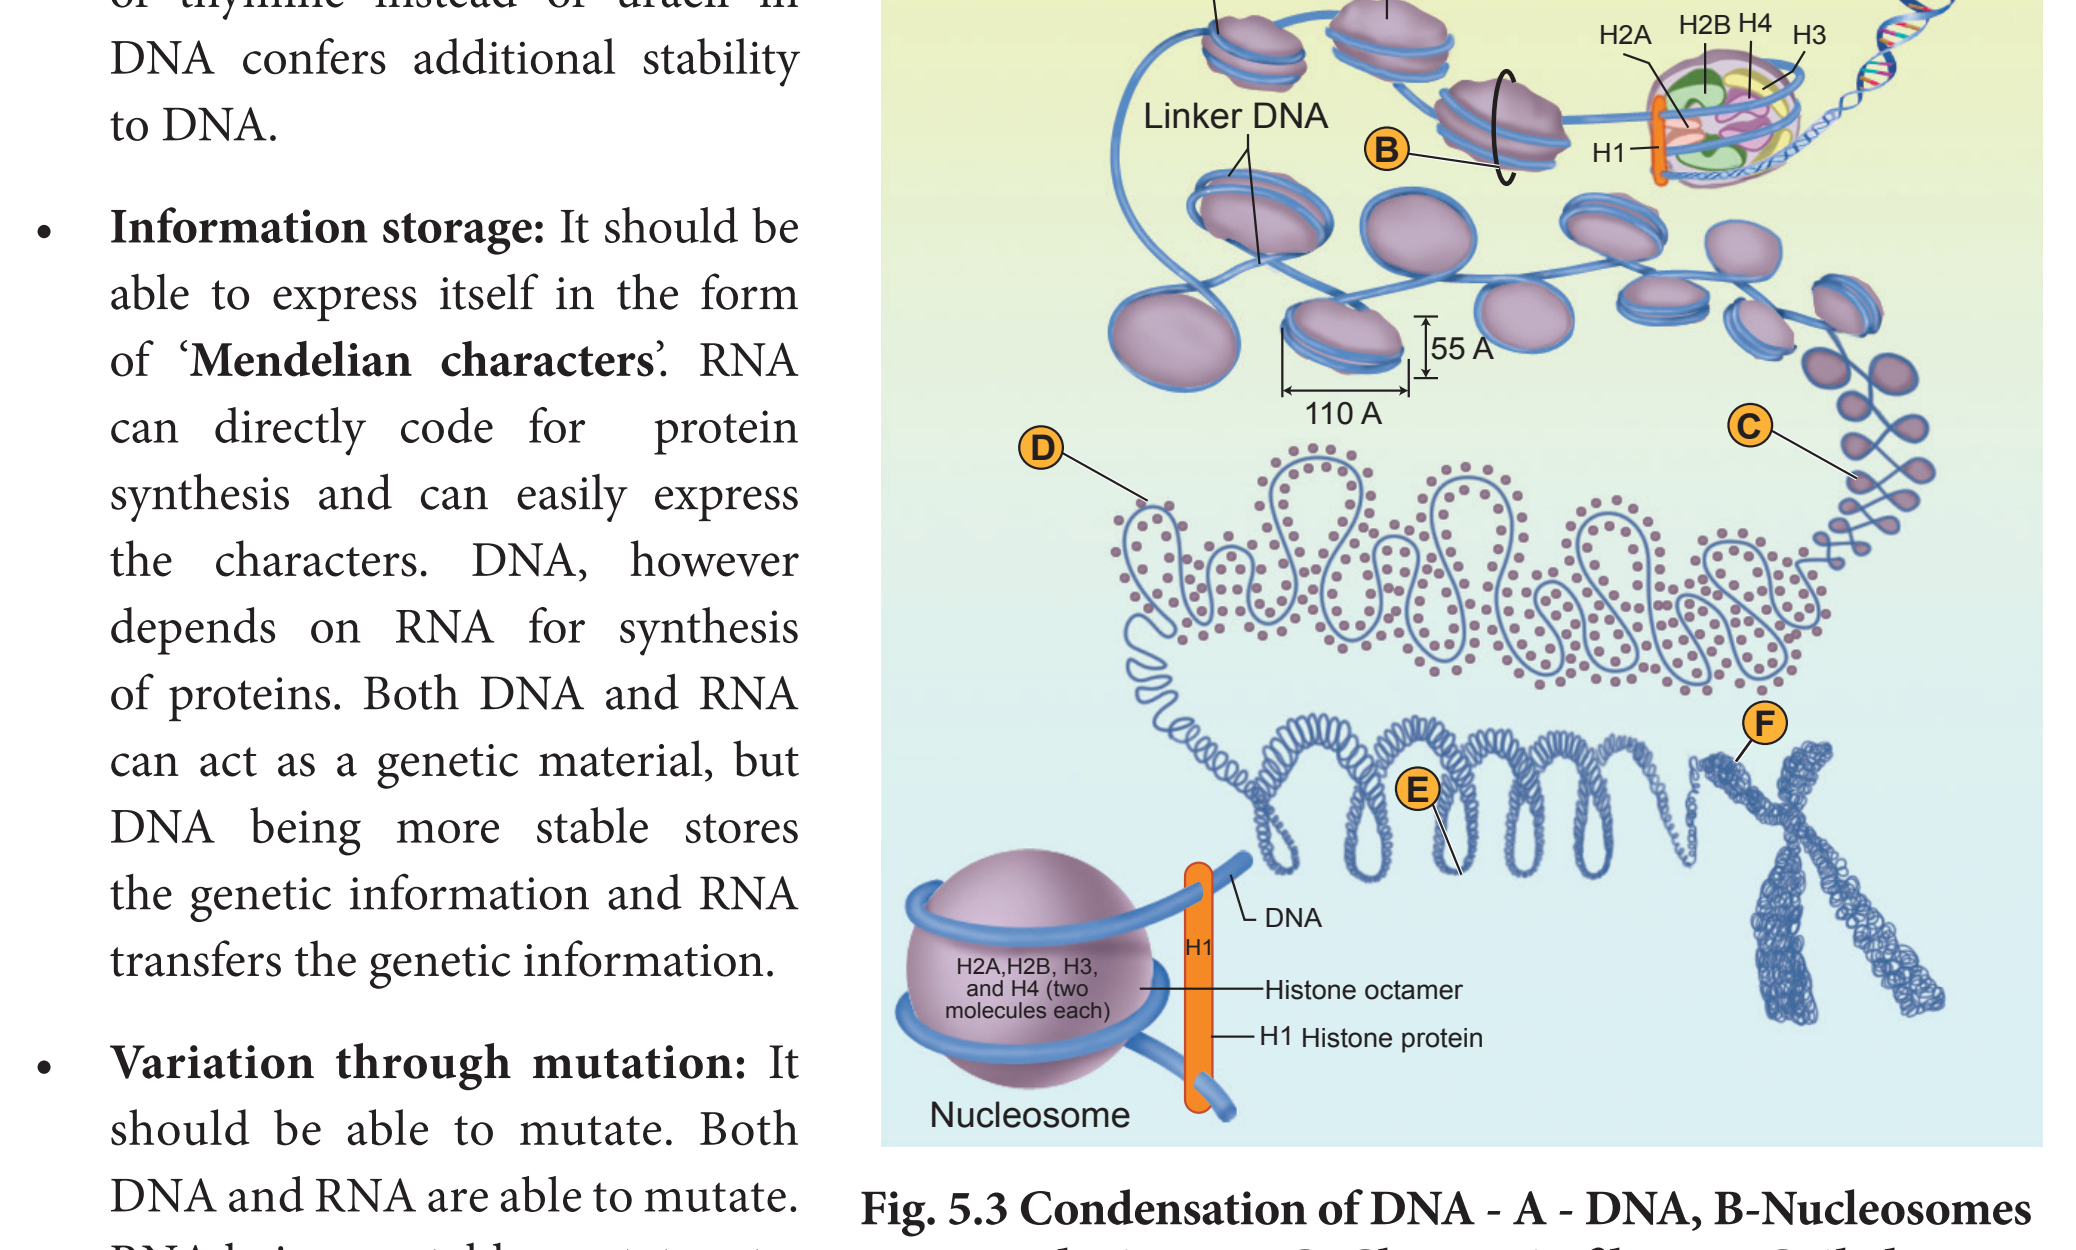 of thymine instead of uracil in
DNA confers additional stability
to DNA.
• Information storage: It should be
able to express itself in the form
of ‘Mendelian characters’. RNA
can directly code for protein
synthesis and can easily express
the characters. DNA, however
depends on RNA for synthesis
of proteins. Both DNA and RNA
can act as a genetic material, but
DNA being more stable stores
the genetic information and RNA
transfers the genetic information.
• Variation through mutation: It
should be able to mutate. Both
DNA and RNA are able to mutate.
H2A
H2B H4
H3
Linker DNA
B
H1
55 A
110 A
D
C
F
E
DNA
H1
H2A,H2B, H3,
and H4 (two
molecules each)
Histone octamer
H1 Histone protein
Nucleosome
Fig. 5.3 Condensation of DNA - A - DNA, B-Nucleosomes